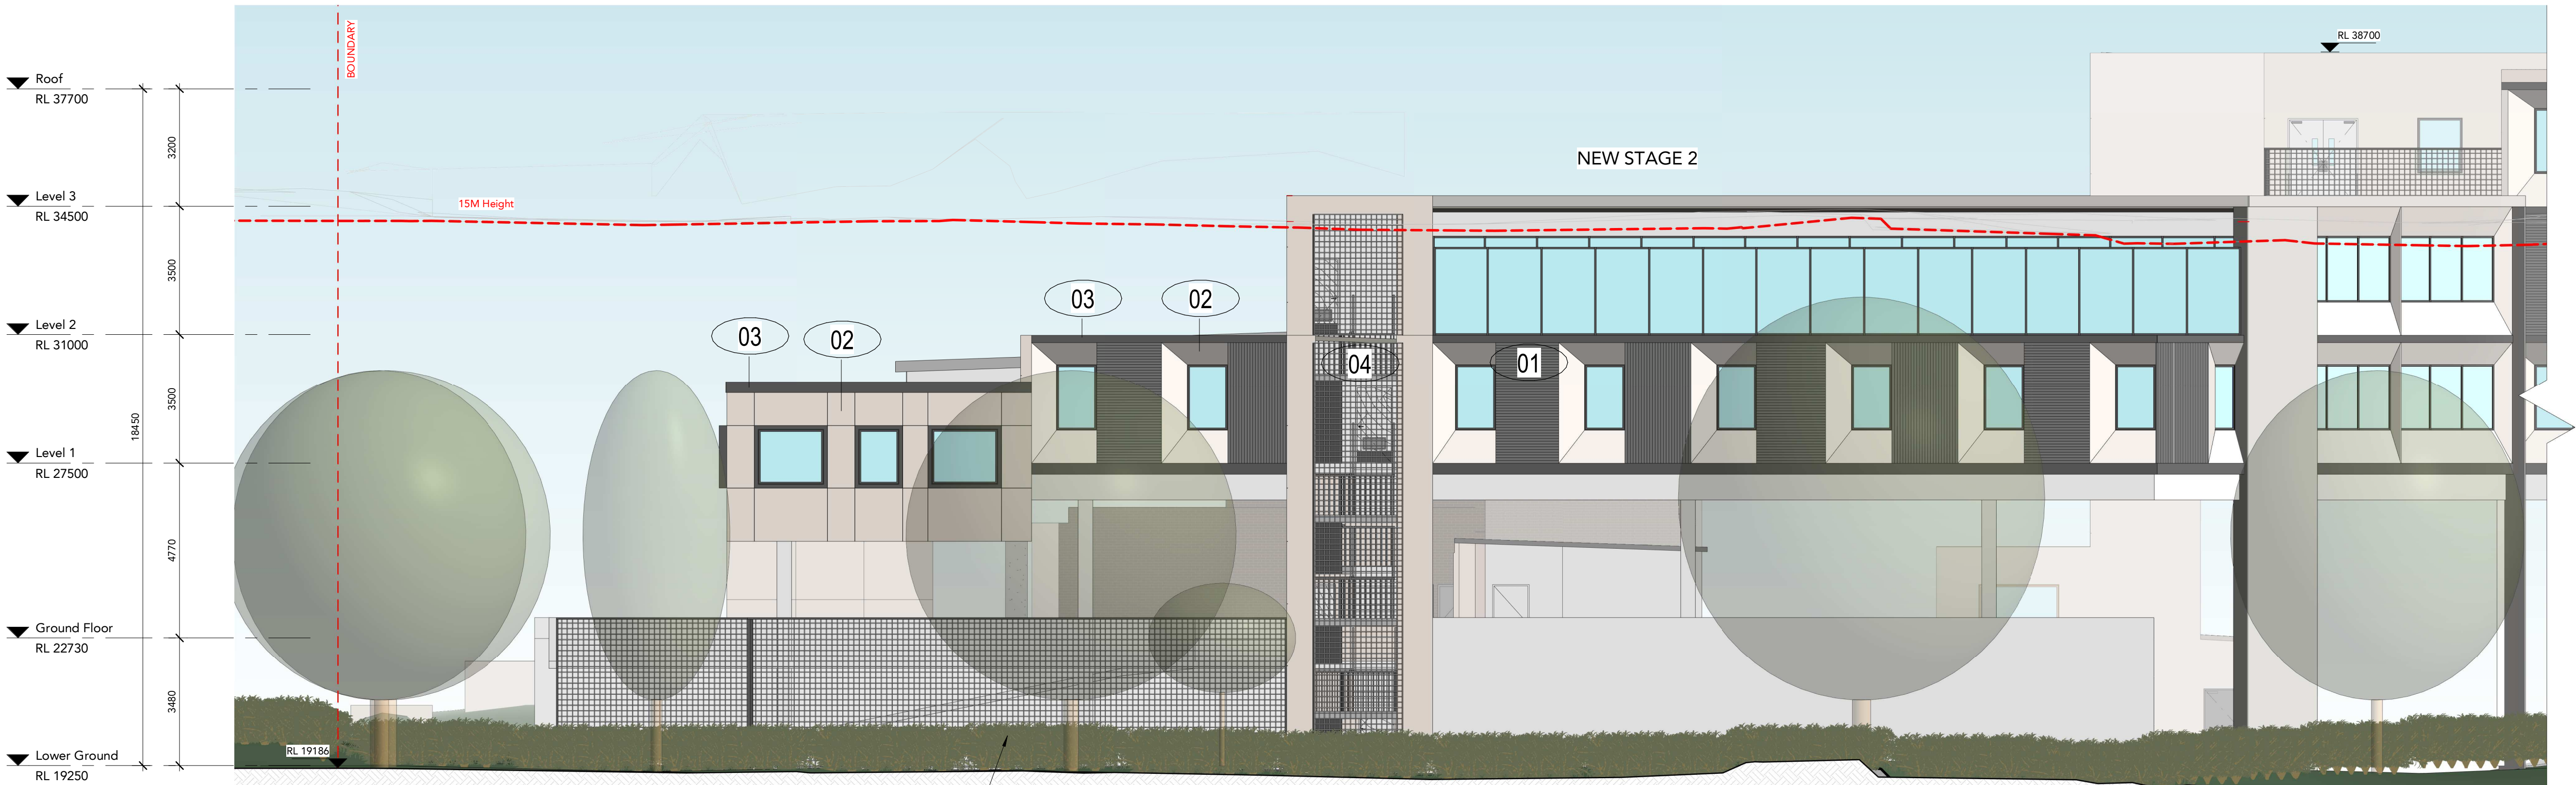 BOUNDARY
RL 38700
Roof
RL 37700
3200
NEW STAGE 2
Level 3
RL 34500
15M Height
3500
03
02
Level 2
RL 31000
03
02
04
01
3500
18450
Level 1
RL 27500
4770
Ground Floor
RL 22730
3480
RL 19186
Lower Ground
RL 19250